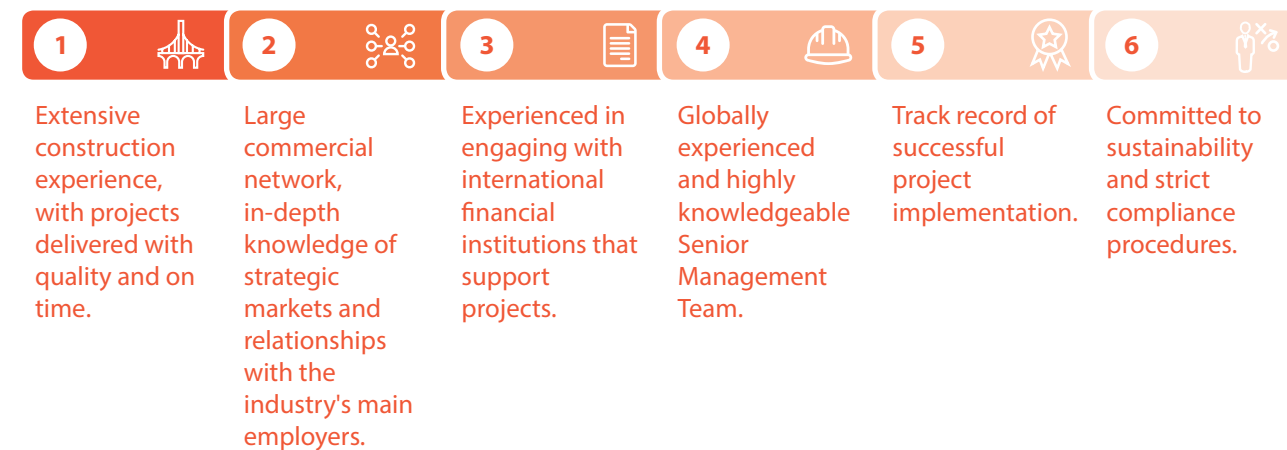 1
Extensive
construction
experience,
with projects
delivered with
quality and on
time.
2
Large
commercial
network,
in-depth
knowledge of
strategic
markets and
relationships
with the
industry's main
employers.
3
Experienced in
engaging with
international
financial
institutions that
support
projects.
4
Globally
experienced
and highly
knowledgeable
Senior
Management
Team.
5
Track record of
successful
project
implementation.
6
Committed to
sustainability
and strict
compliance
procedures.